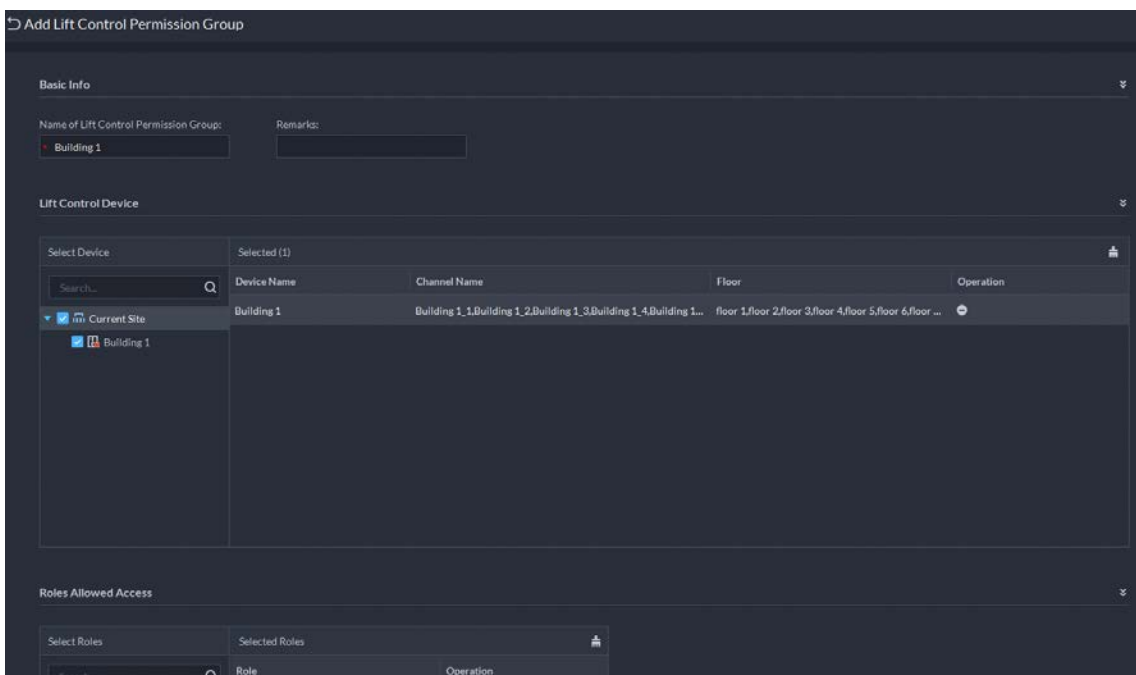 Add Lift Control Permission Group
Basic Info
Name of Lift Control Permission Group: Remarks:
* Building 1
Lift Control Device
Select Device Selected (1)
Search... Device Name Channel Name Floor Operation
Current Site Building 1 Building 1_1,Building 1_2,Building 1_3,Building 1_4,Building 1... floor 1,floor 2,floor 3,floor 4,floor 5,floor 6,floor ...
Building 1
Roles Allowed Access
Select Roles Selected Roles
Role Operation